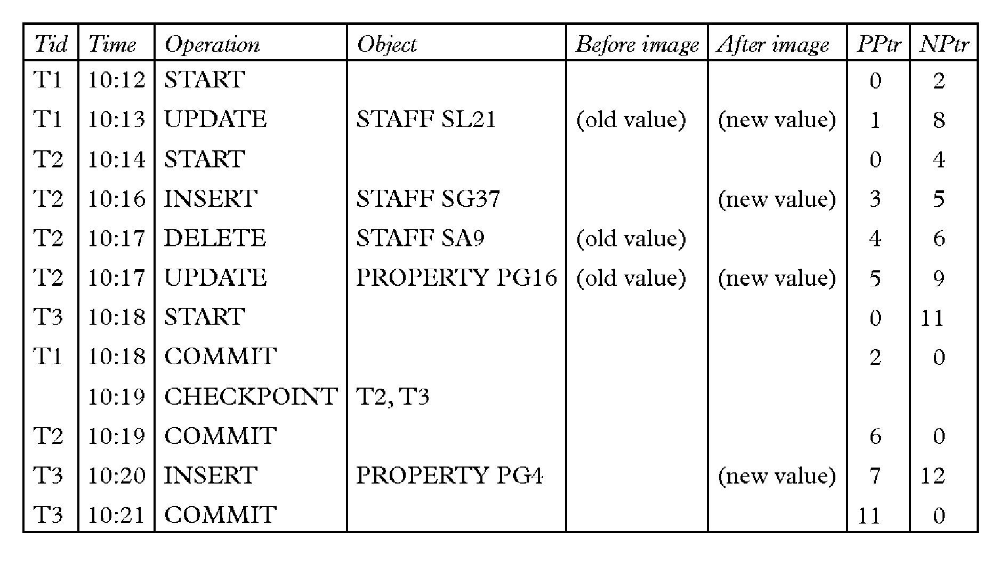 Tid Time Operation Object Before image After image PPtr NPtr
T1 10:12 START 0 2
T1 10:13 UPDATE STAFF SL21 (old value) (new value) 1 8
T2 10:14 START 0 4
T2 10:16 INSERT STAFF SG37 (new value) 3 5
T2 10:17 DELETE STAFF SA9 (old value) 4 6
T2 10:17 UPDATE PROPERTY PG16 (old value) (new value) 5 9
T3 10:18 START 0 11
T1 10:18 COMMIT 2 0
10:19 CHECKPOINT T2, T3
T2 10:19 COMMIT 6 0
T3 10:20 INSERT PROPERTY PG4 (new value) 7 12
T3 10:21 COMMIT 11 0